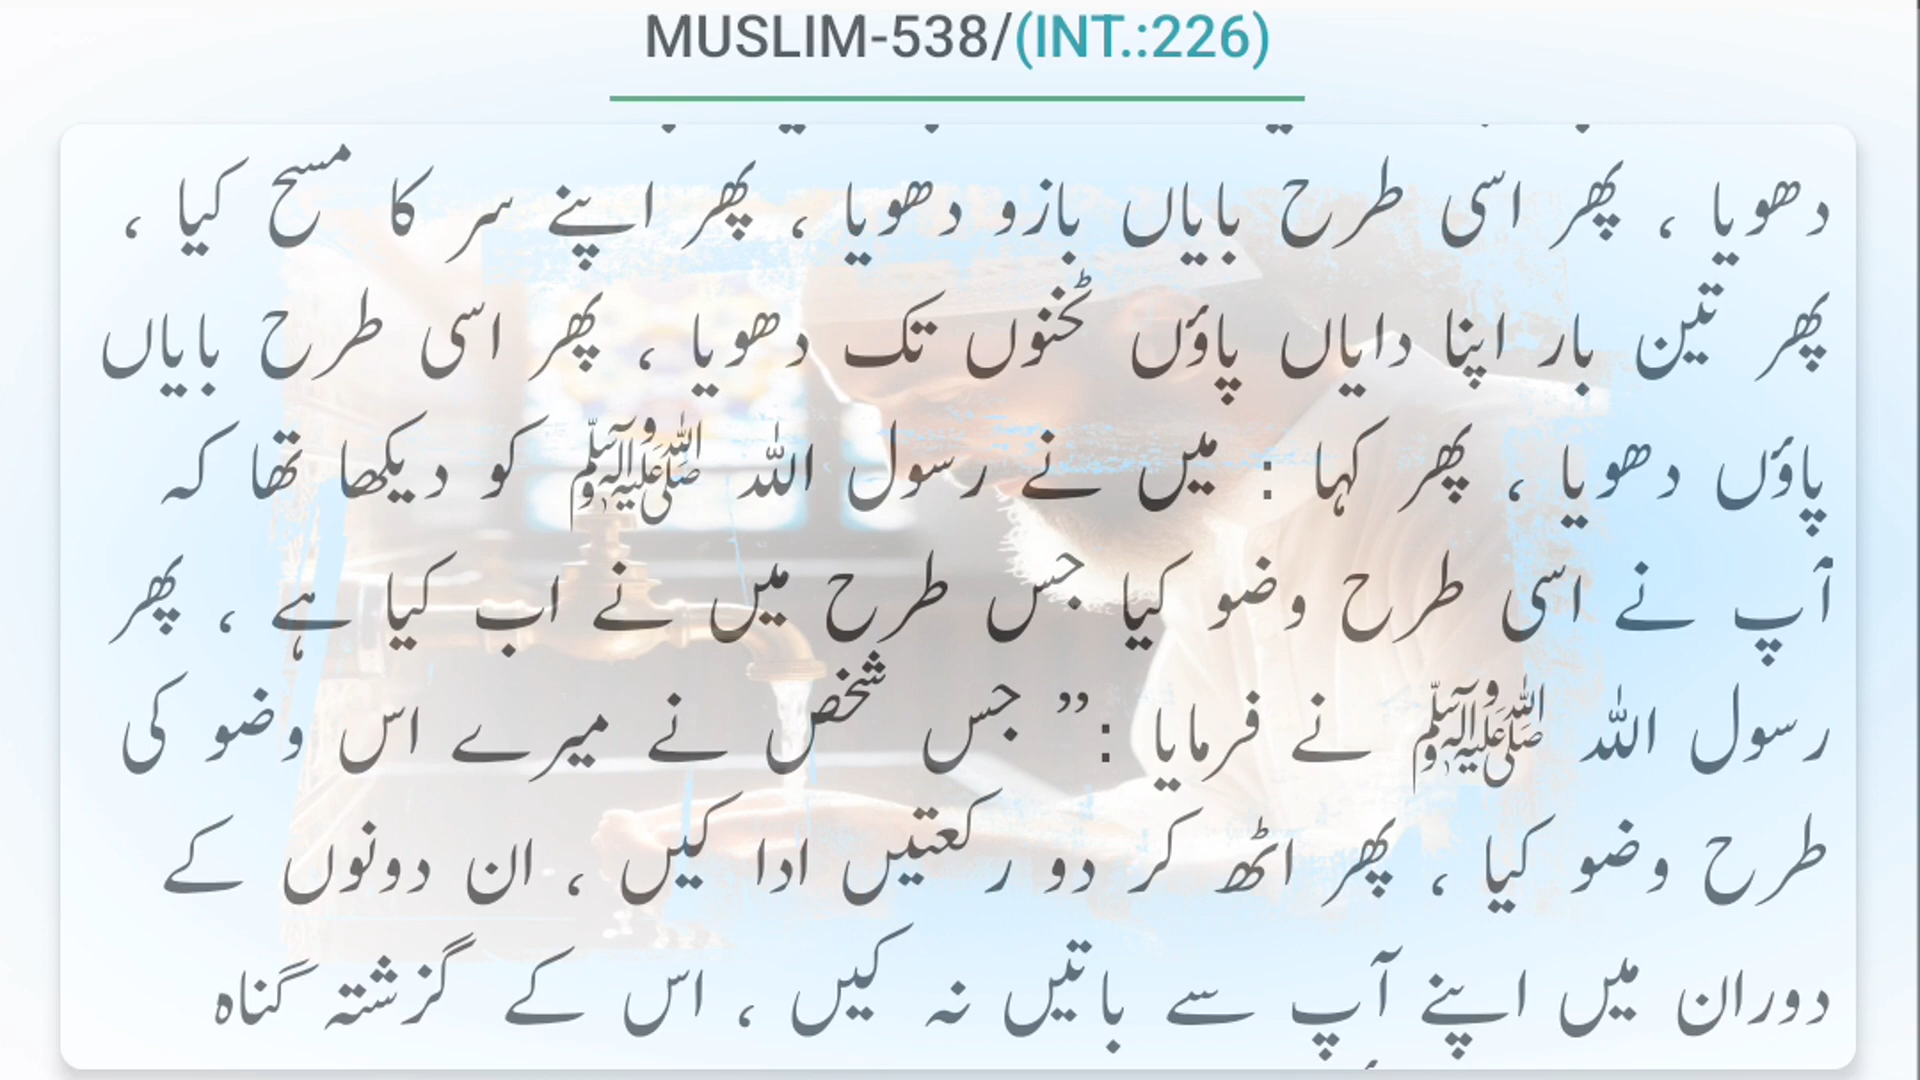 MUSLIM-538/(INT.:226)
دھویا ، پھر اسی طرح بایاں بازو دھویا ، پھر اپنے سر کا مسح کیا ،
پھر تین بار اپنا دایاں پاؤں ٹخنوں تک دھویا ، پھر اسی طرح بایاں
پاؤں دھویا ، پھر کہا : میں نے رسول اللہ ﷺ کو دیکھا تھا کہ
آپ نے اسی طرح وضو کیا جس طرح میں نے اب کیا ہے ، پھر
رسول اللہ ﷺ نے فرمایا :’’ جس شخص نے میرے اس وضو کی
طرح وضو کیا ، پھر اٹھ کر دو رکعتیں ادا کیں ، ان دونوں کے
دوران میں اپنے آپ سے باتیں نہ کیں ، اس کے گزشتہ گناہ